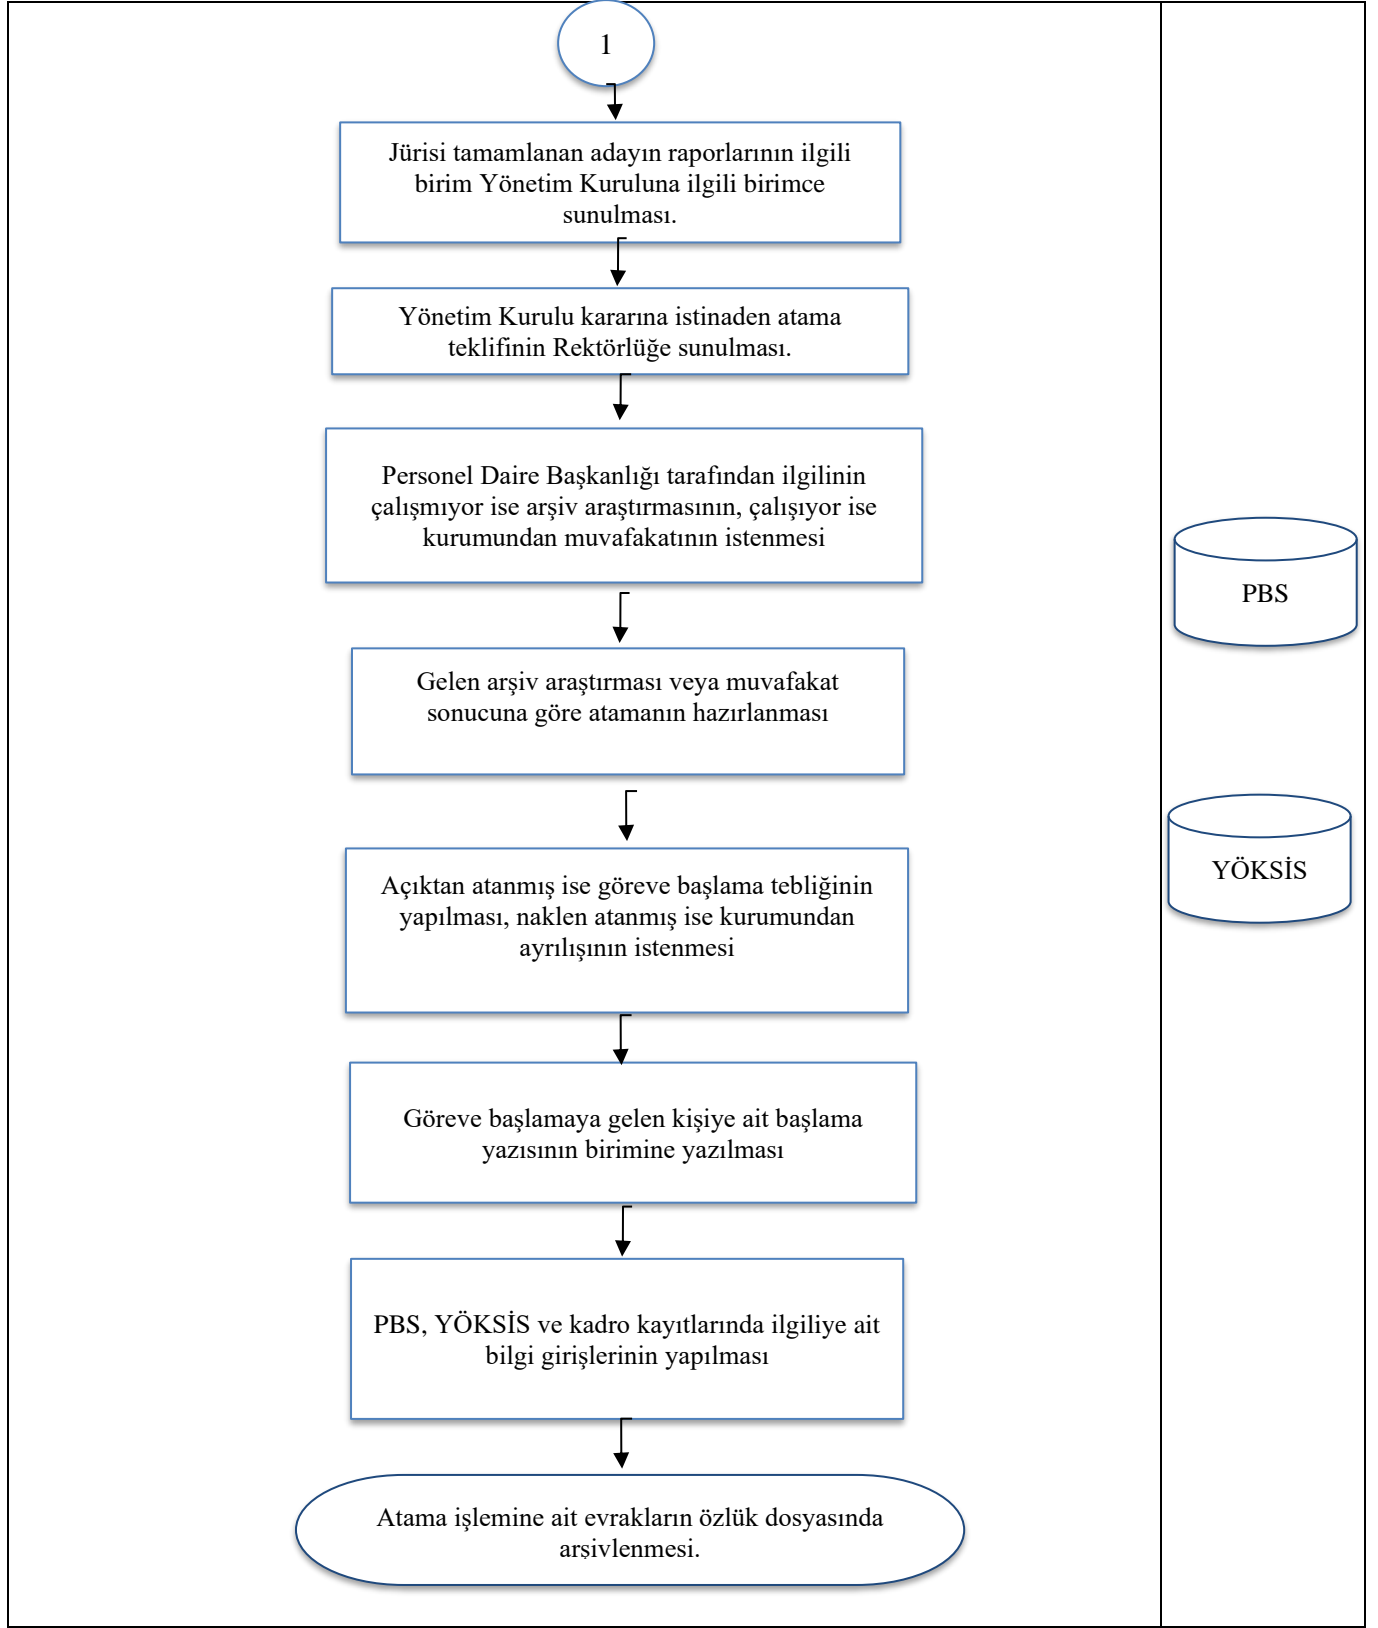 1
Jürisi tamamlanan adayın raporlarının ilgili
birim Yönetim Kuruluna ilgili birimce
sunulması.
Yönetim Kurulu kararına istinaden atama
teklifinin Rektörlüğe sunulması.
Personel Daire Başkanlığı tarafından ilgilinin
çalışmıyor ise arşiv araştırmasının, çalışıyor ise
kurumundan muvafakatının istenmesi
PBS
Gelen arşiv araştırması veya muvafakat
sonucuna göre atamanın hazırlanması
YÖKSİS
Açıktan atanmış ise göreve başlama tebliğinin
yapılması, naklen atanmış ise kurumundan
ayrılışının istenmesi
Göreve başlamaya gelen kişiye ait başlama
yazısının birimine yazılması
PBS, YÖKSİS ve kadro kayıtlarında ilgiliye ait
bilgi girişlerinin yapılması
Atama işlemine ait evrakların özlük dosyasında
arşivlenmesi.